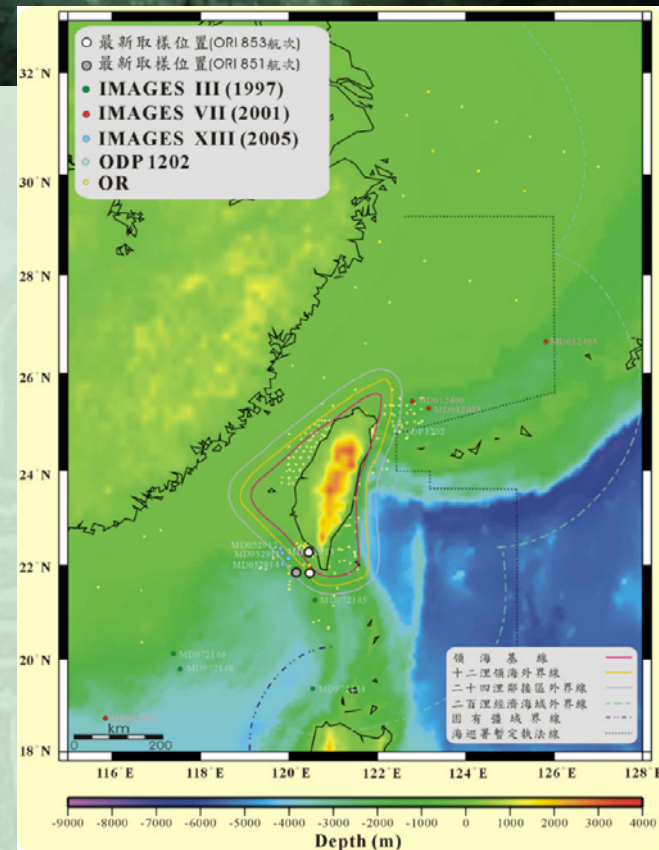 最新取樣位置(ORI 853航次)
最新取樣位置(ORI 851航次)
IMAGES III (1997)
IMAGES VII (2001)
IMAGES XIII (2005)
ODP 1202
OR
32°N
30°N
28°N
26°N
24°N
22°N
20°N
18°N
MD012404
MD012403
ODP1202
MD972145
MD972146
MD972148
km
0 200
領海基線
十二浬領海外界線
二十四浬鄰接區外界線
二百浬經濟海域外界線
固有疆域界線
海巡署暫定執法線
116°E 118°E 120°E 122°E 124°E 126°E 128°E
-9000 -8000 -7000 -6000 -5000 -4000 -3000 -2000 -1000 0 1000 2000 3000 4000
Depth (m)